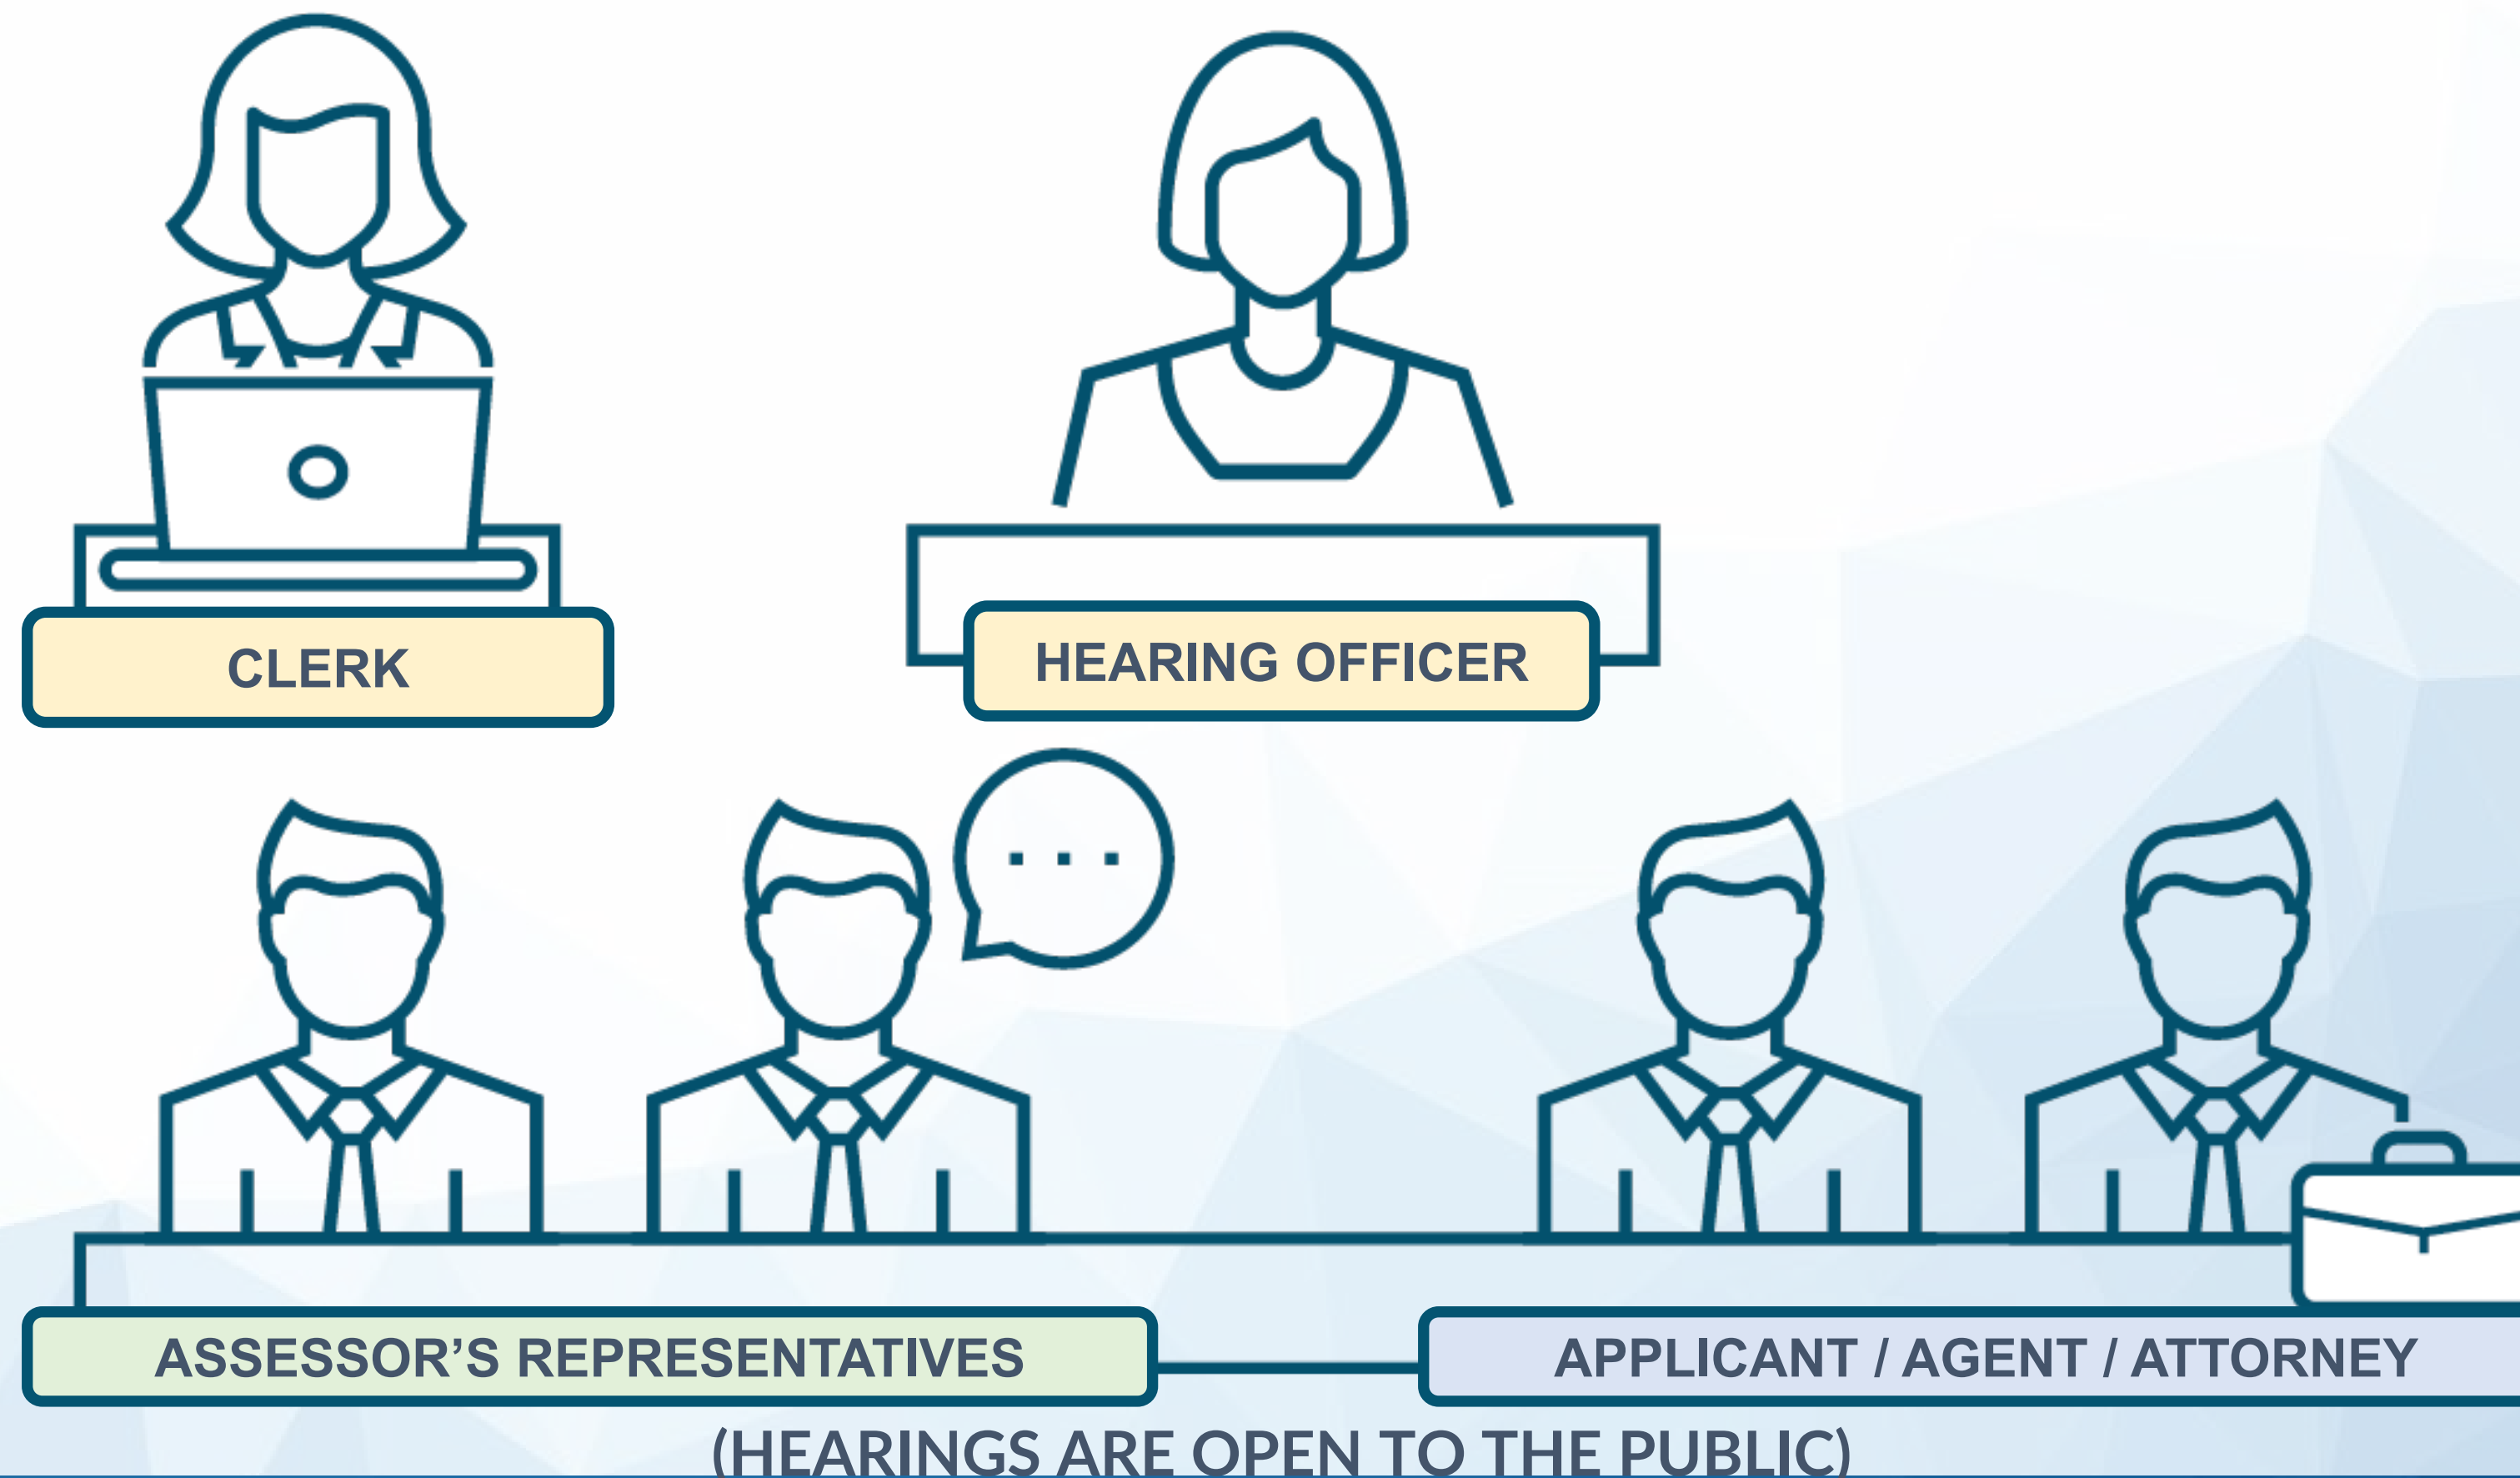 CLERK
HEARING OFFICER
ASSESSOR’S REPRESENTATIVES
APPLICANT / AGENT / ATTORNEY
(HEARINGS ARE OPEN TO THE PUBLIC)